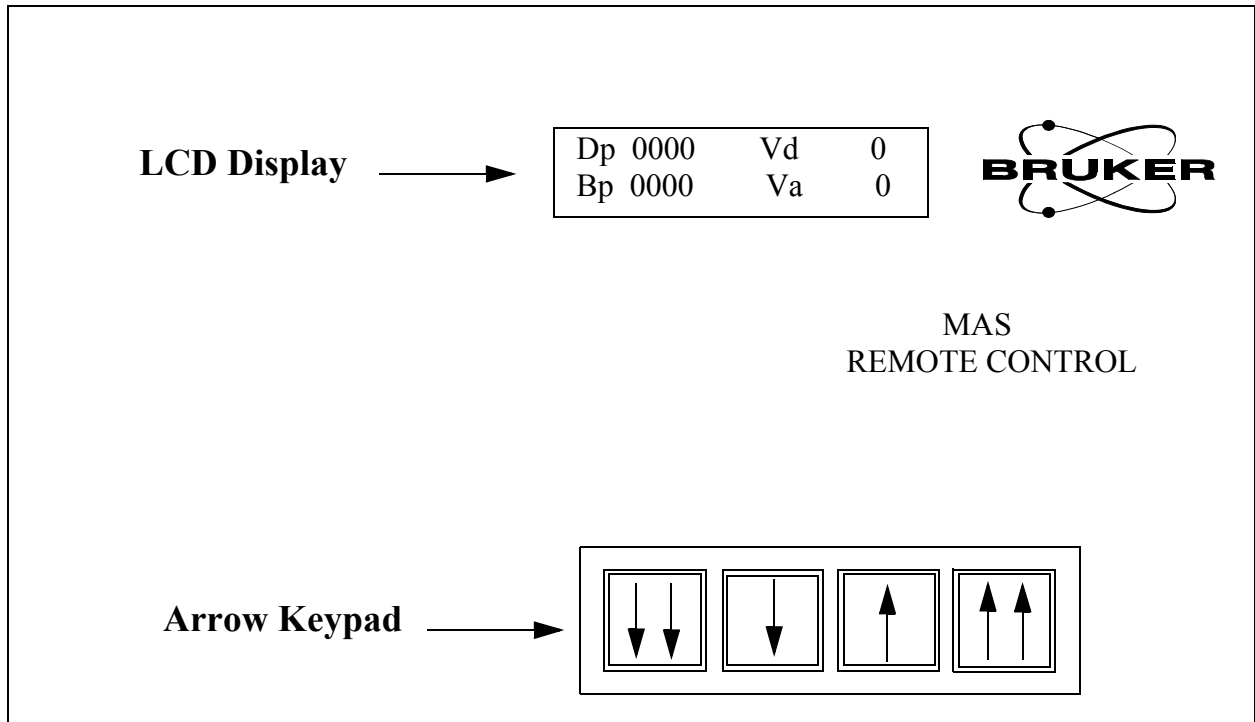 LCD Display
Dp 0000 Vd 0
Bp 0000 Va 0
BRUKER
MAS
REMOTE CONTROL
Arrow Keypad